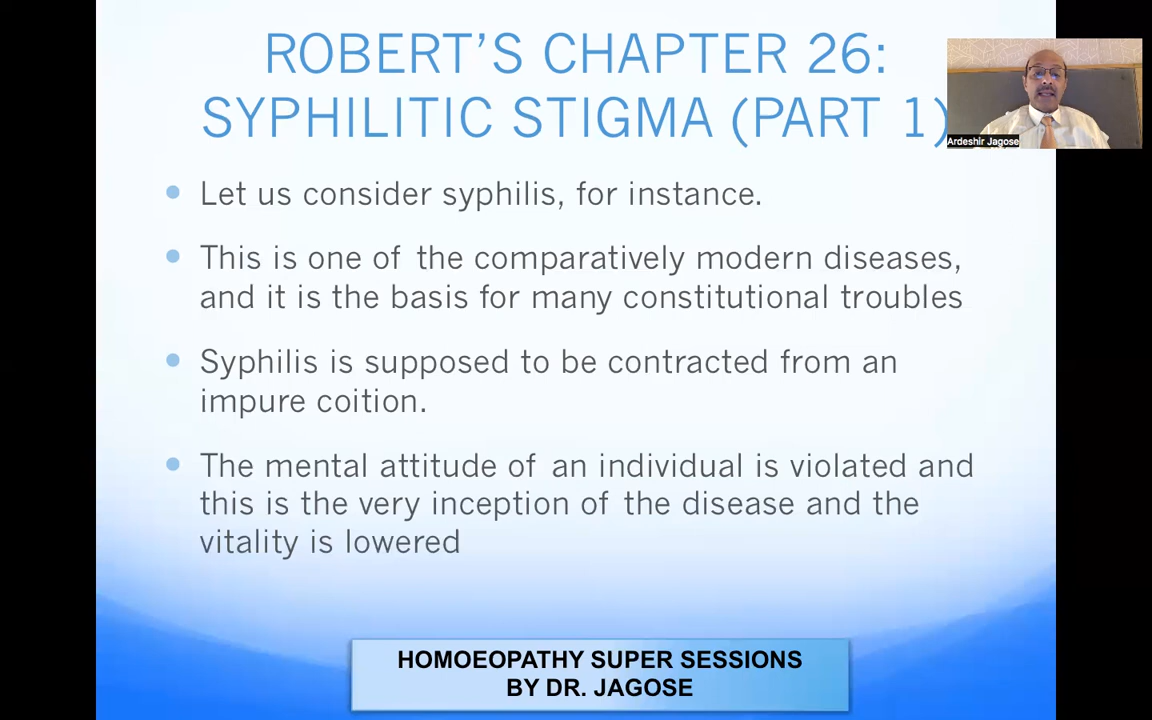 ROBERT'S CHAPTER 26:
SYPHILITIC STIGMA (PART 1)
Ardeshir Jagose
Let us consider syphilis, for instance.
This is one of the comparatively modern diseases,
and it is the basis for many constitutional troubles
Syphilis is supposed to be contracted from an
impure coition.
The mental attitude of an individual is violated and
this is the very inception of the disease and the
vitality is lowered
HOMOEOPATHY SUPER SESSIONS
BY DR. JAGOSE